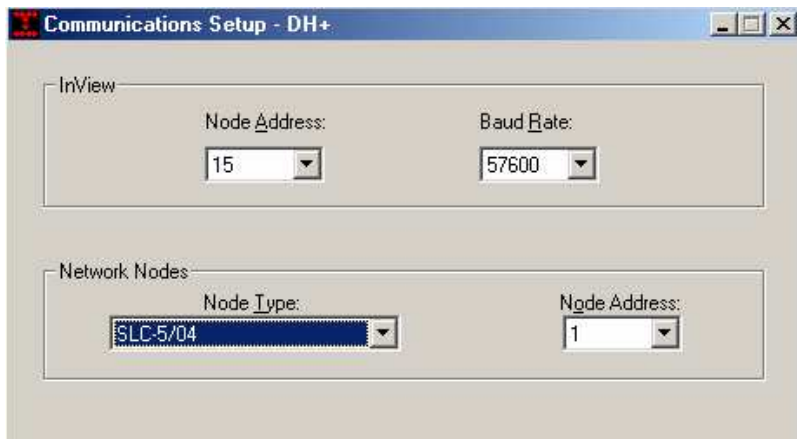 Communications Setup - DH+
InView
Node Address: Baud Rate:
15 57600
Network Nodes
Node Type: Node Address:
SLC-5/04 1